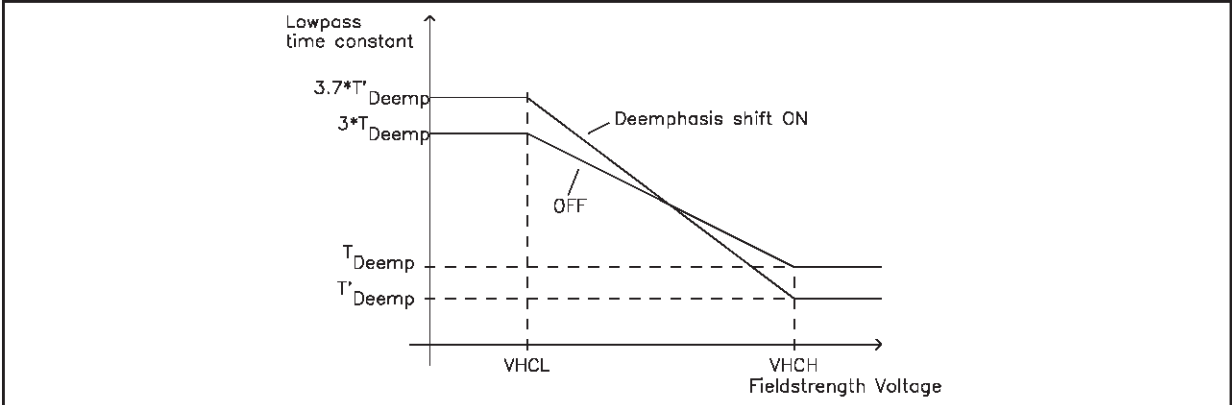 Lowpass
time constant
3.7*T'Deemp
3*TDeemp
Deemphasis shift ON
OFF
TDeemp
T'Deemp
VHCL
VHCH
Fieldstrength Voltage